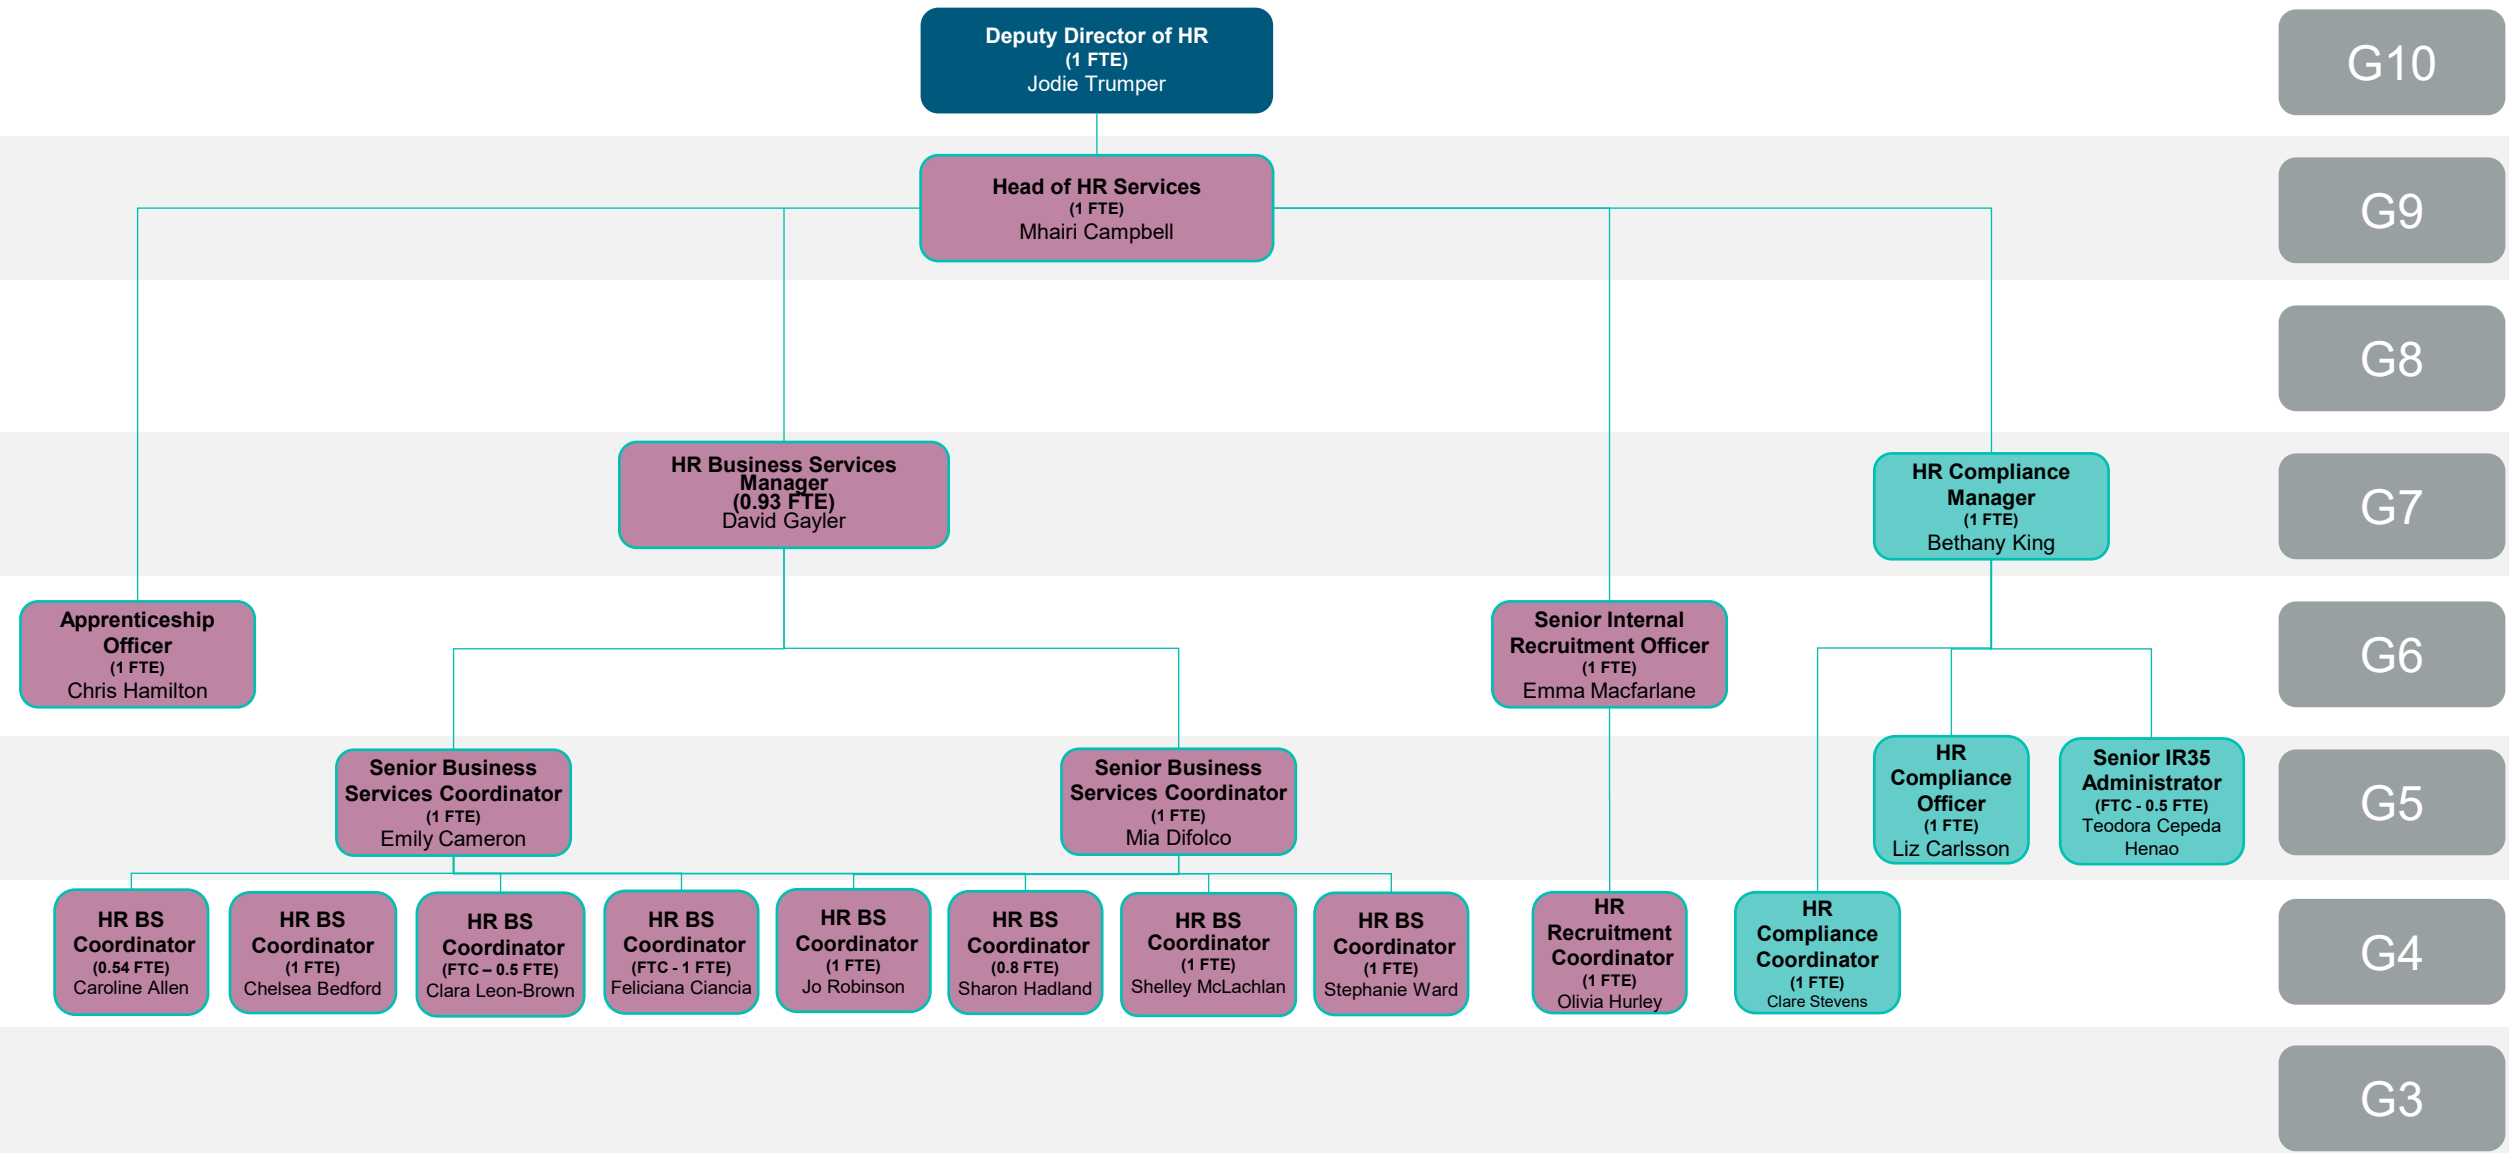 Deputy Director of HR
(1 FTE)
Jodie Trumper
G10
Head of HR Services
(1 FTE)
Mhairi Campbell
G9
G8
HR Business Services
Manager
(0.93 FTE)
David Gayler
HR Compliance
Manager
(1 FTE)
Bethany King
G7
Apprenticeship
Officer
(1 FTE)
Chris Hamilton
Senior Internal
Recruitment Officer
(1 FTE)
Emma Macfarlane
G6
Senior Business
Services Coordinator
(1 FTE)
Emily Cameron
Senior Business
Services Coordinator
(1 FTE)
Mia Difolco
HR
Compliance
Officer
(1 FTE)
Liz Carlsson
Senior IR35
Administrator
(FTC - 0.5 FTE)
Teodora Cepeda
Henao
G5
HR BS
Coordinator
(0.54 FTE)
Caroline Allen
HR BS
Coordinator
(1 FTE)
Chelsea Bedford
HR BS
Coordinator
(FTC – 0.5 FTE)
Clara Leon-Brown
HR BS
Coordinator
(FTC - 1 FTE)
Feliciana Ciancia
HR BS
Coordinator
(1 FTE)
Jo Robinson
HR BS
Coordinator
(0.8 FTE)
Sharon Hadland
HR BS
Coordinator
(1 FTE)
Shelley McLachlan
HR BS
Coordinator
(1 FTE)
Stephanie Ward
HR
Recruitment
Coordinator
(1 FTE)
Olivia Hurley
HR
Compliance
Coordinator
(1 FTE)
Clare Stevens
G4
G3